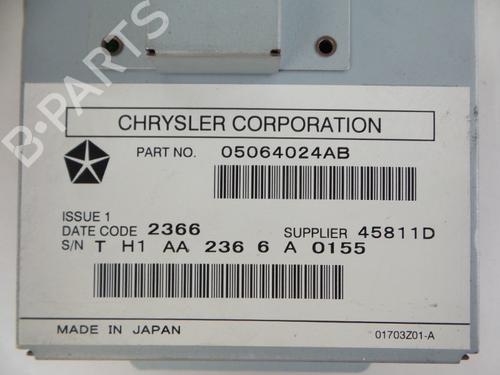 B-PARTS
CHRYSLER CORPORATION
PART NO. 05064024AB
ISSUE 1
DATE CODE 2366 SUPPLIER 45811D
S/N T H1 AA 236 6 A 0155
MADE IN JAPAN 01703Z01-A